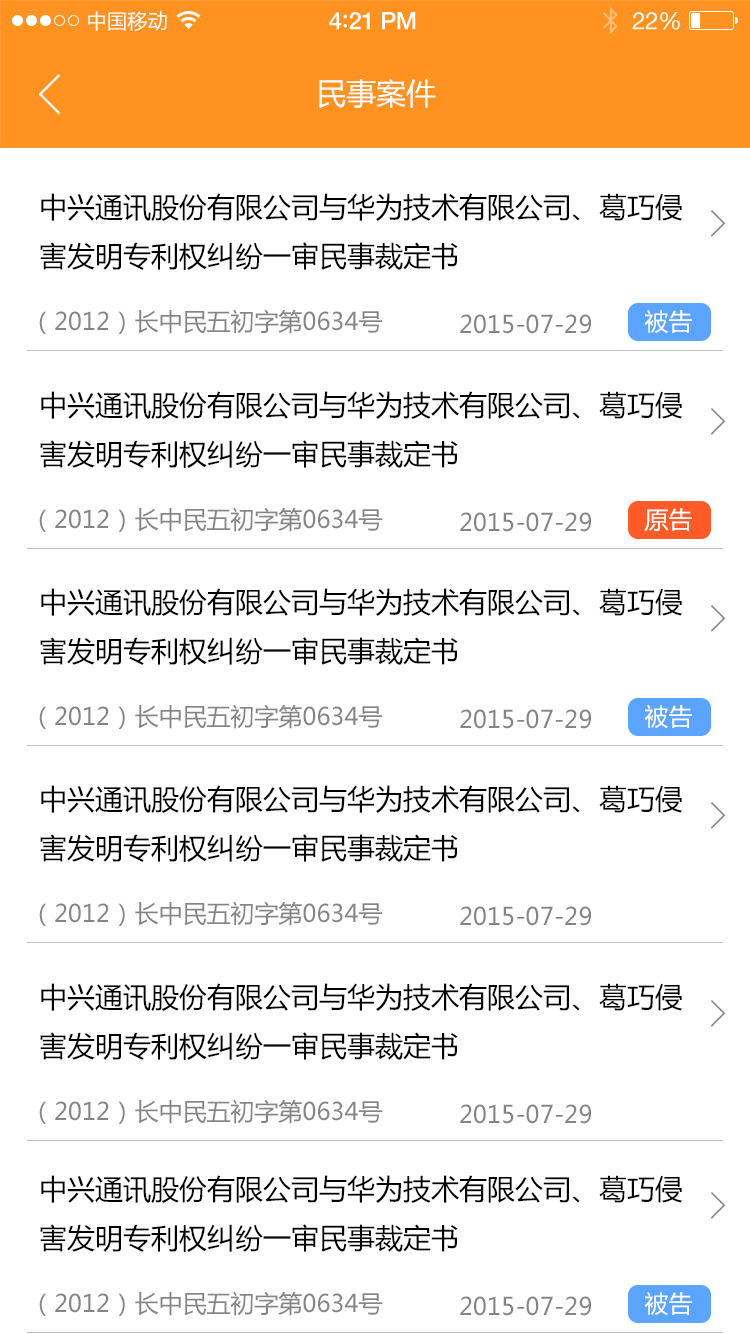 中国移动 4:21 PM 22%
民事案件
中兴通讯股份有限公司与华为技术有限公司、葛巧侵
害发明专利权纠纷一审民事裁定书
（2012）长中民五初字第0634号 2015-07-29 被告
中兴通讯股份有限公司与华为技术有限公司、葛巧侵
害发明专利权纠纷一审民事裁定书
（2012）长中民五初字第0634号 2015-07-29 原告
中兴通讯股份有限公司与华为技术有限公司、葛巧侵
害发明专利权纠纷一审民事裁定书
（2012）长中民五初字第0634号 2015-07-29 被告
中兴通讯股份有限公司与华为技术有限公司、葛巧侵
害发明专利权纠纷一审民事裁定书
（2012）长中民五初字第0634号 2015-07-29
中兴通讯股份有限公司与华为技术有限公司、葛巧侵
害发明专利权纠纷一审民事裁定书
（2012）长中民五初字第0634号 2015-07-29
中兴通讯股份有限公司与华为技术有限公司、葛巧侵
害发明专利权纠纷一审民事裁定书
（2012）长中民五初字第0634号 2015-07-29 被告